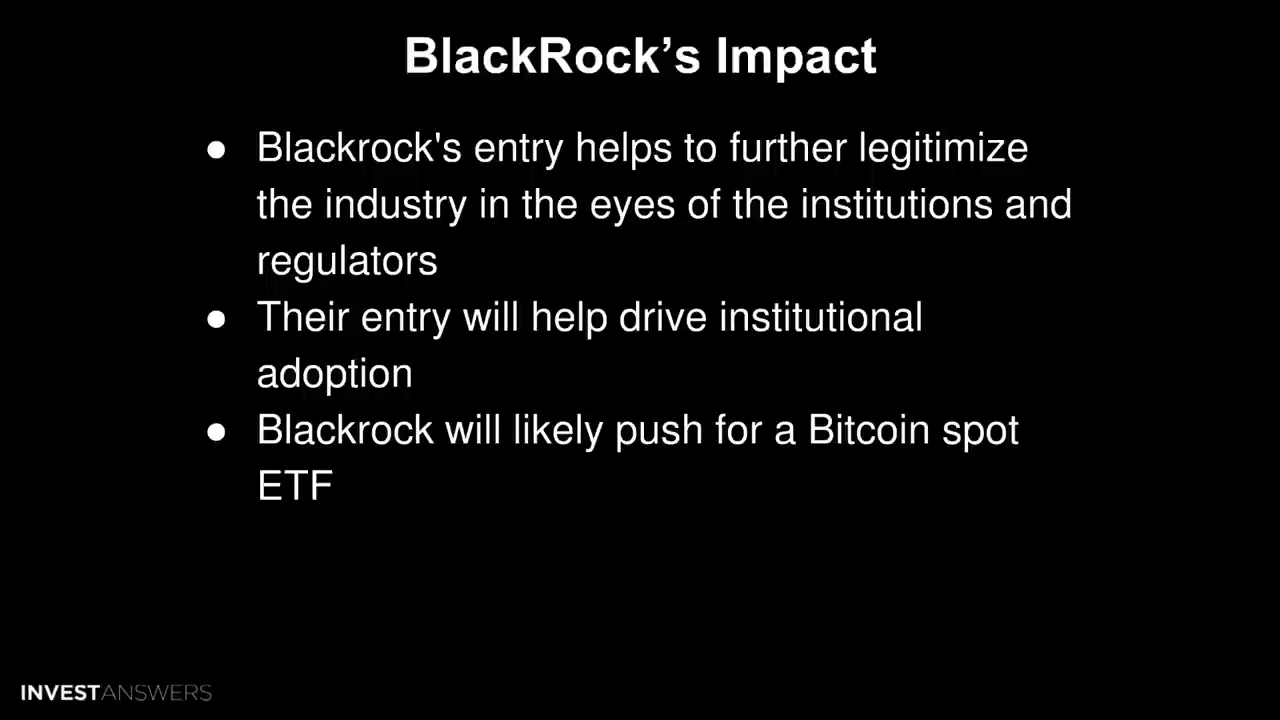 BlackRock’s Impact
● Blackrock's entry helps to further legitimize
the industry in the eyes of the institutions and
regulators
● Their entry will help drive institutional
adoption
● Blackrock will likely push for a Bitcoin spot
ETF
INVESTANSWERS